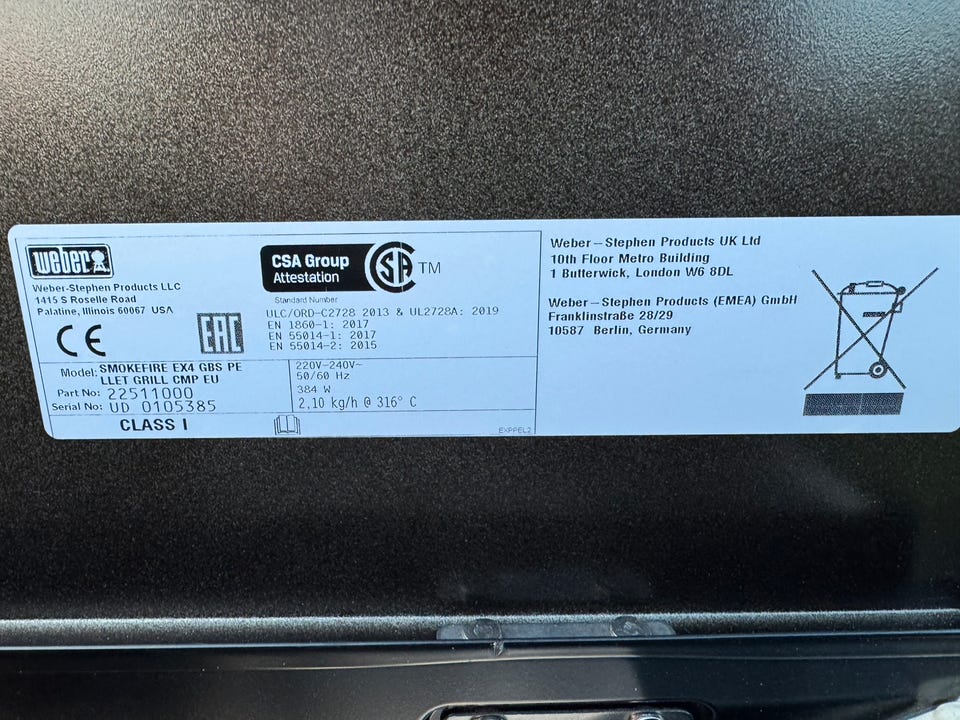 weber
Weber-Stephen Products LLC
1415 S Roselle Road
Palatine, Illinois 60067 USA
CE
EAC
CSA Group
Attestation
SA TM
Standard Number
ULC/ORD-C2728 2013 & UL2728A: 2019
EN 1860-1: 2017
EN 55014-1: 2017
EN 55014-2: 2015
Model: SMOKEFIRE EX4 GBS PE
LLET GRILL CMP EU
Part No: 22511000
Serial No: UD 0105385
CLASS I
220V-240V~
50/60 Hz
384 W
2,10 kg/h @ 316° C
EXPPEL2
Weber-Stephen Products UK Ltd
10th Floor Metro Building
1 Butterwick, London W6 8DL
Weber-Stephen Products (EMEA) GmbH
Franklinstraße 28/29
10587 Berlin, Germany